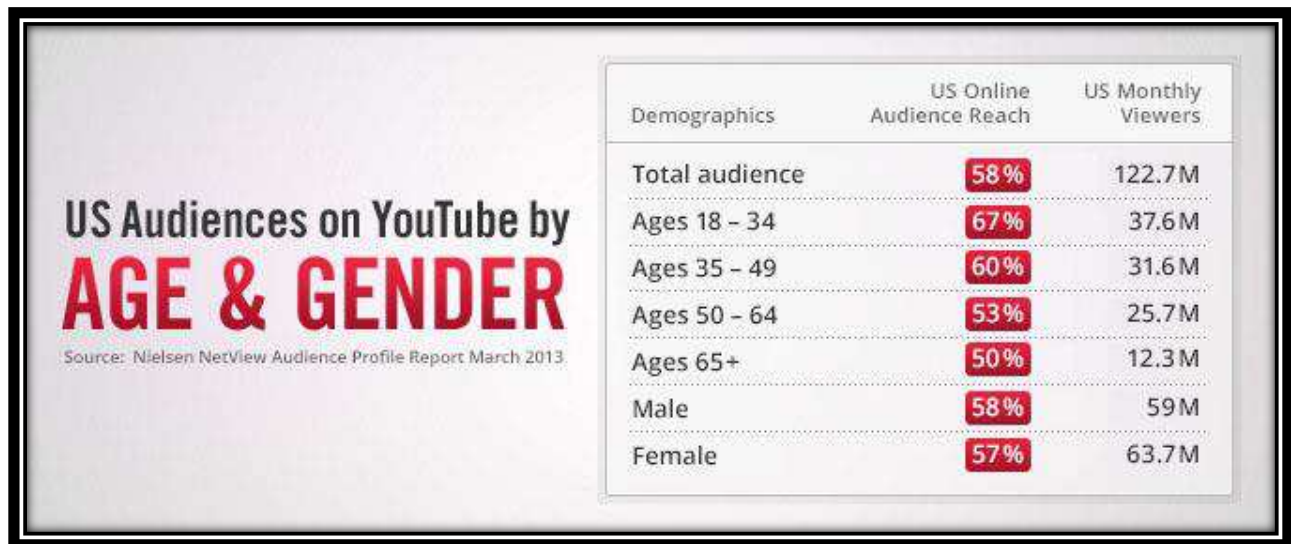 US Audiences on YouTube by
AGE & GENDER
Source: Nielsen NetView Audience Profile Report March 2013
Demographics US Online Audience Reach US Monthly Viewers
Total audience 58% 122.7M
Ages 18 – 34 67% 37.6M
Ages 35 – 49 60% 31.6M
Ages 50 – 64 53% 25.7M
Ages 65+ 50% 12.3M
Male 58% 59M
Female 57% 63.7M